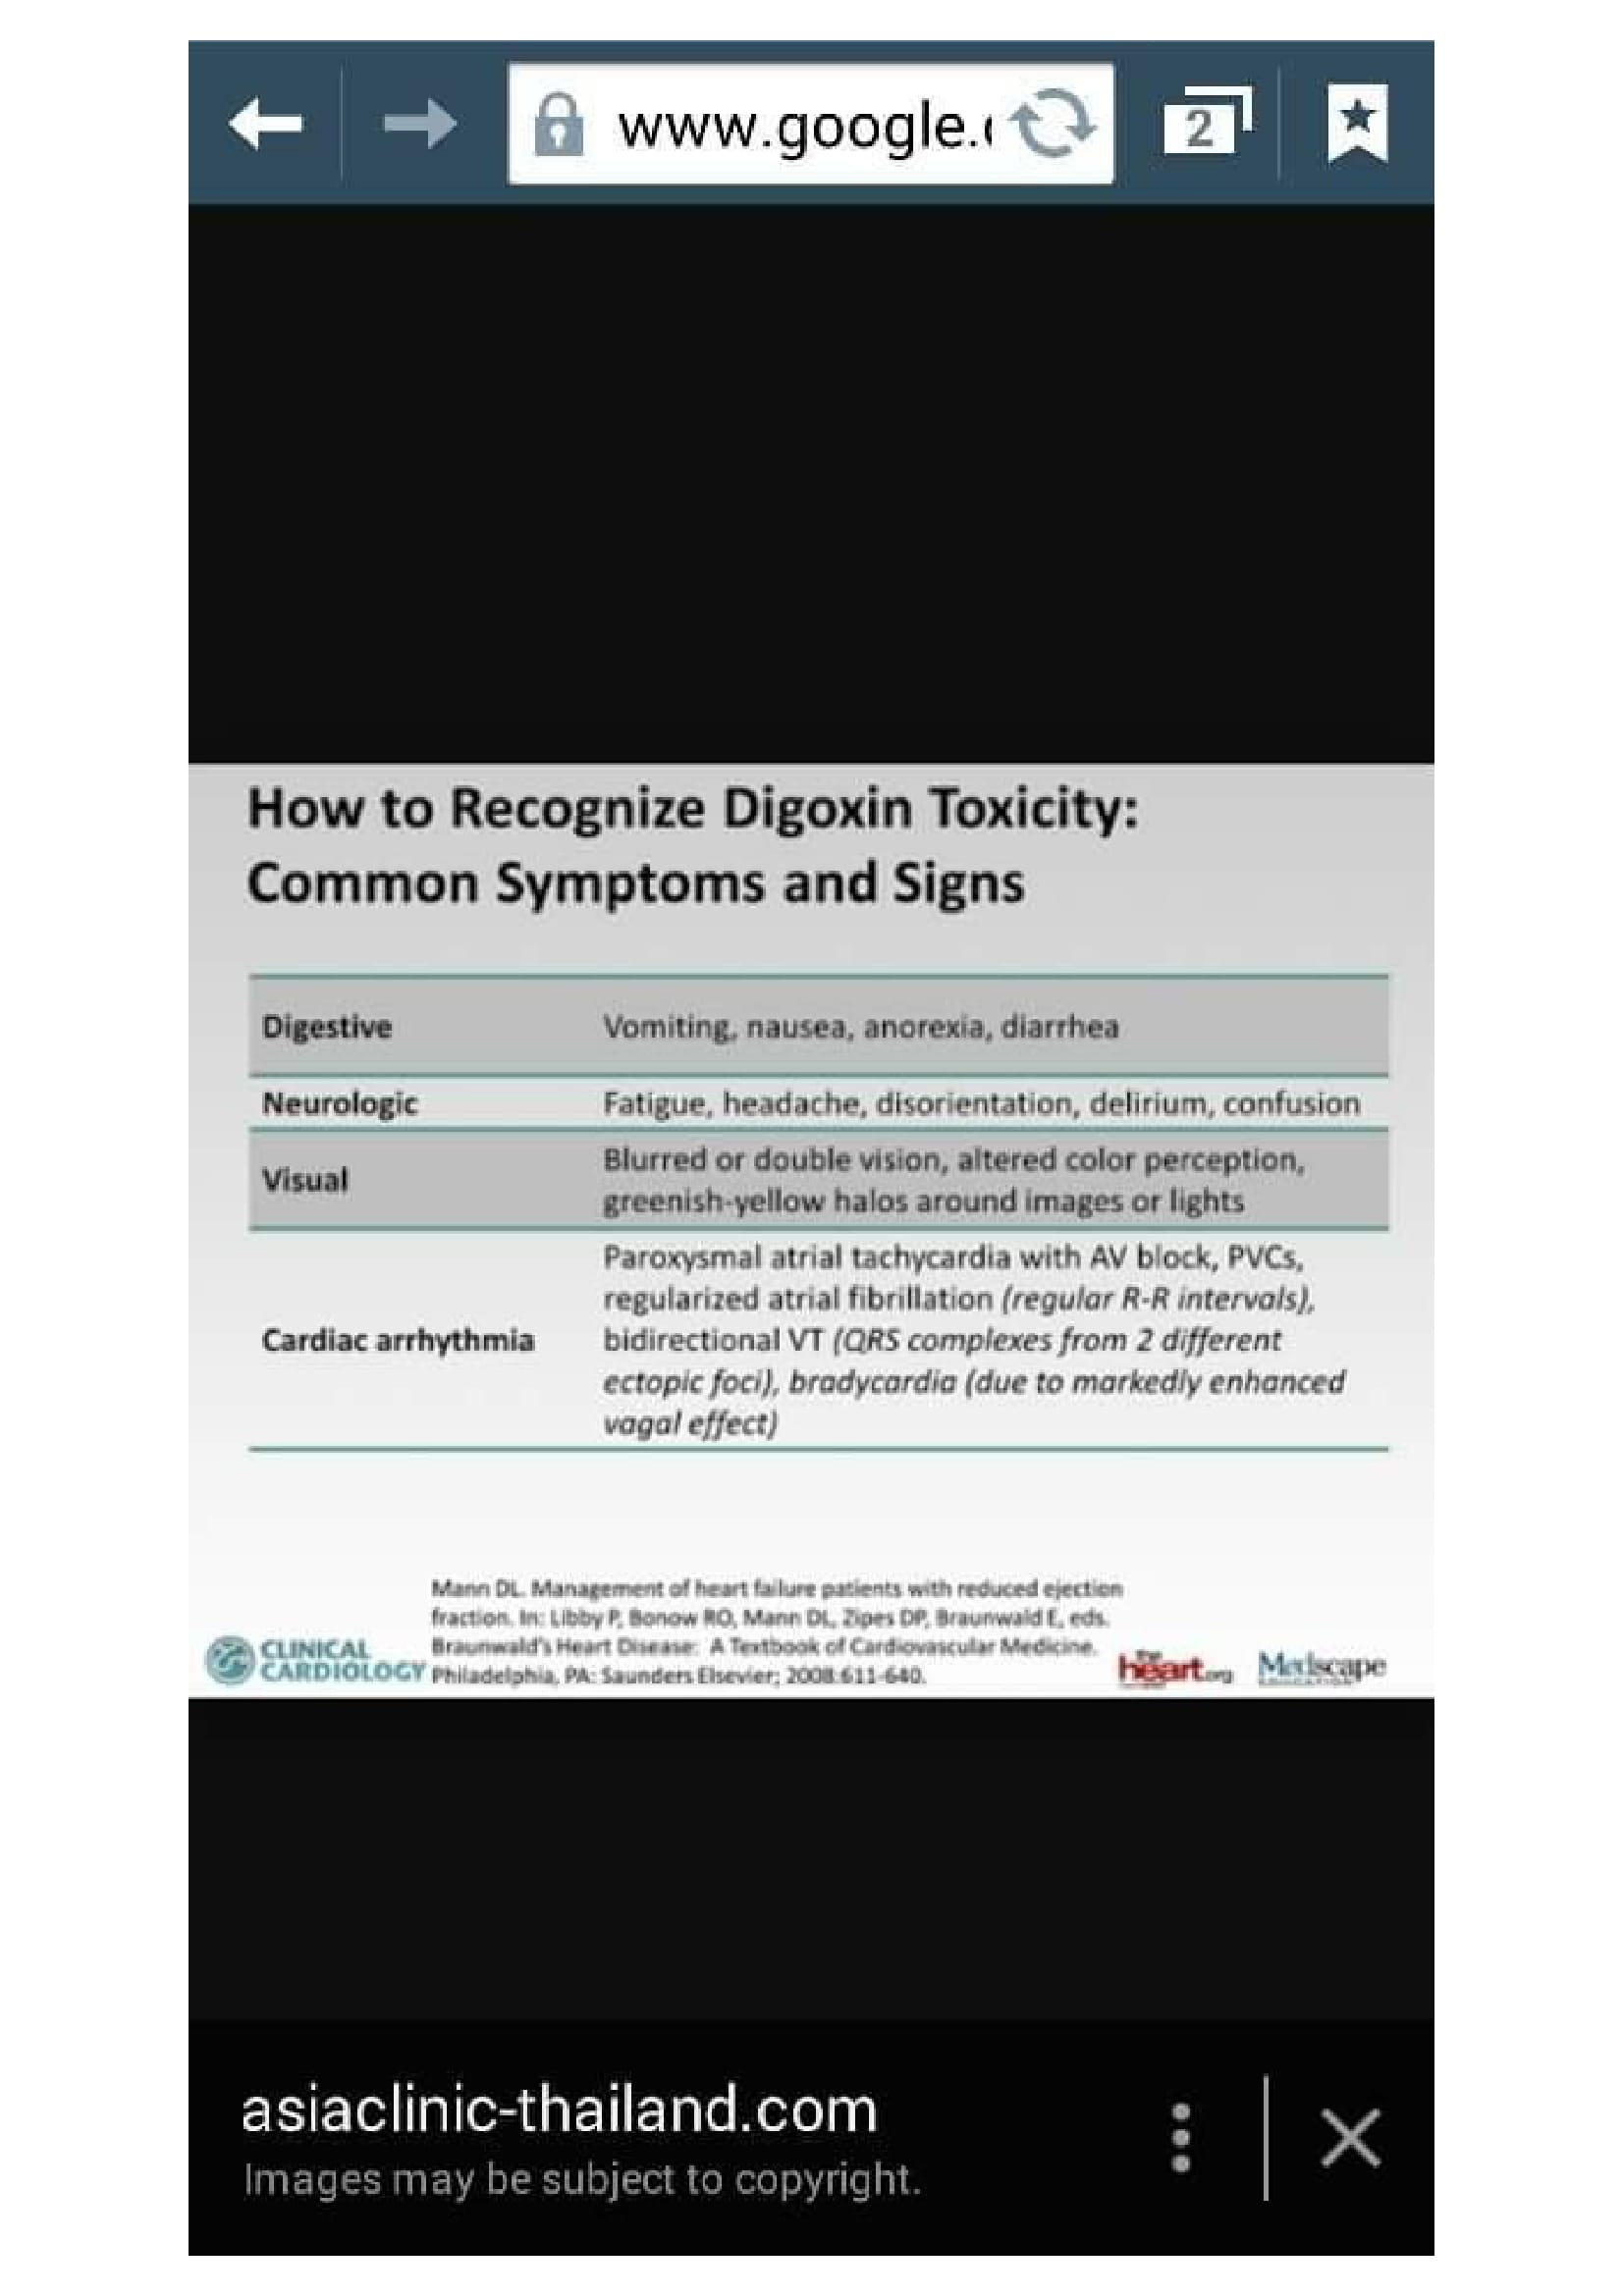 www.google.
2
How to Recognize Digoxin Toxicity:
Common Symptoms and Signs
Digestive Vomiting, nausea, anorexia, diarrhea
Neurologic Fatigue, headache, disorientation, delirium, confusion
Visual Blurred or double vision, altered color perception,
greenish-yellow halos around images or lights
Cardiac arrhythmia Paroxysmal atrial tachycardia with AV block, PVCs,
regularized atrial fibrillation (regular R-R intervals),
bidirectional VT (QRS complexes from 2 different
ectopic foci), bradycardia (due to markedly enhanced
vagal effect)
Mann DL. Management of heart failure patients with reduced ejection
fraction. In: Libby P, Bonow RO, Mann DL, Zipes DP, Braunwald E, eds.
Braunwald's Heart Disease: A Textbook of Cardiovascular Medicine.
Philadelphia, PA: Saunders Elsevier; 2008:611-640.
CLINICAL
CARDIOLOGY
theheart.org
Medscape
asiaclinic-thailand.com
Images may be subject to copyright.